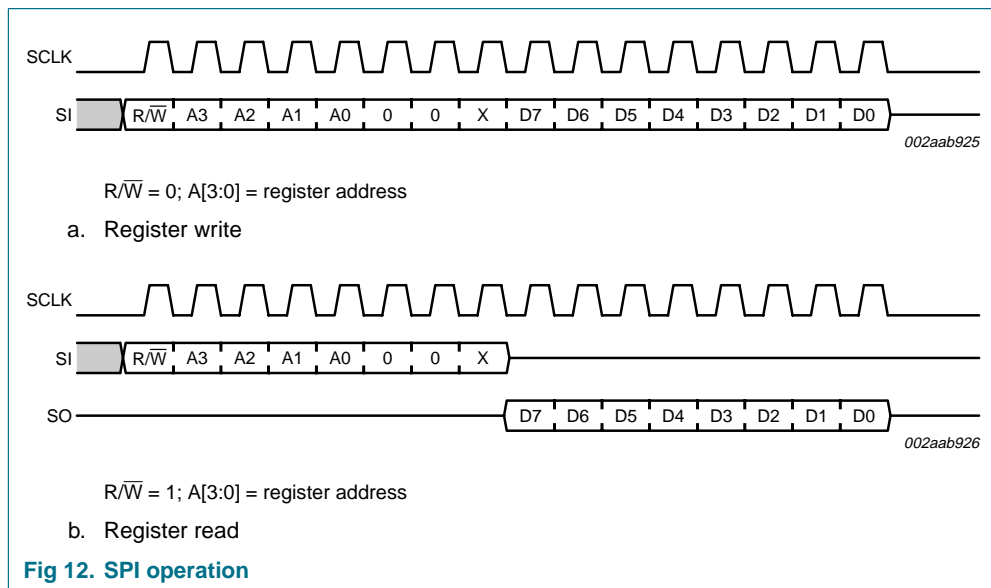 SCLK
SI R/W̅ A3 A2 A1 A0 0 0 X D7 D6 D5 D4 D3 D2 D1 D0
002aab925
R/W̅ = 0; A[3:0] = register address
a. Register write
SCLK
SI R/W̅ A3 A2 A1 A0 0 0 X
SO D7 D6 D5 D4 D3 D2 D1 D0
002aab926
R/W̅ = 1; A[3:0] = register address
b. Register read
Fig 12. SPI operation